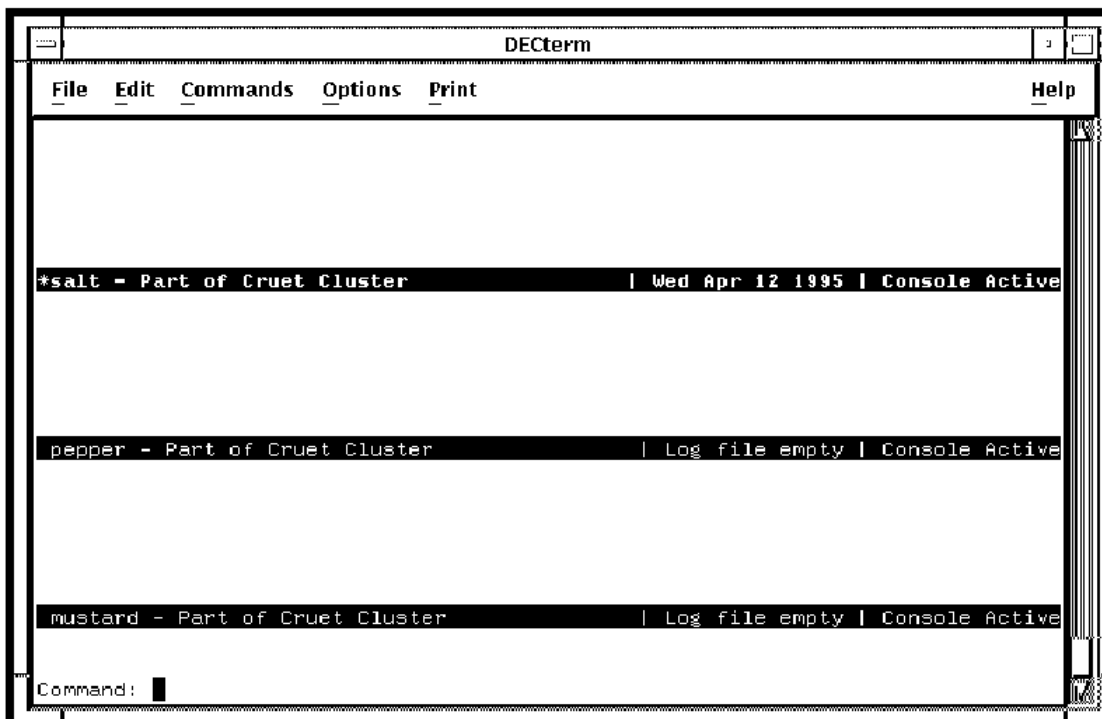 DECterm
File Edit Commands Options Print Help
*salt - Part of Cruet Cluster | Wed Apr 12 1995 | Console Active
pepper - Part of Cruet Cluster | Log file empty | Console Active
mustard - Part of Cruet Cluster | Log file empty | Console Active
Command: